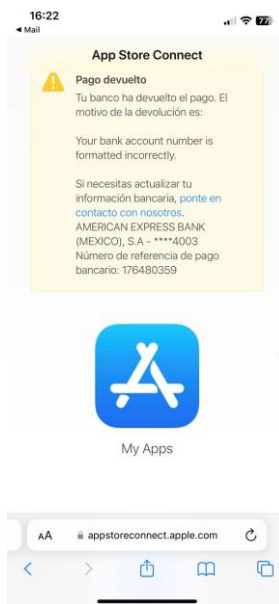 16:22
77
◀ Mail
App Store Connect
Pago devuelto
Tu banco ha devuelto el pago. El
motivo de la devolución es:
Your bank account number is
formatted incorrectly.
Si necesitas actualizar tu
información bancaria, ponte en
contacto con nosotros.
AMERICAN EXPRESS BANK
(MEXICO), S.A - ****4003
Número de referencia de pago
bancario: 176480359
My Apps
AA appstoreconnect.apple.com